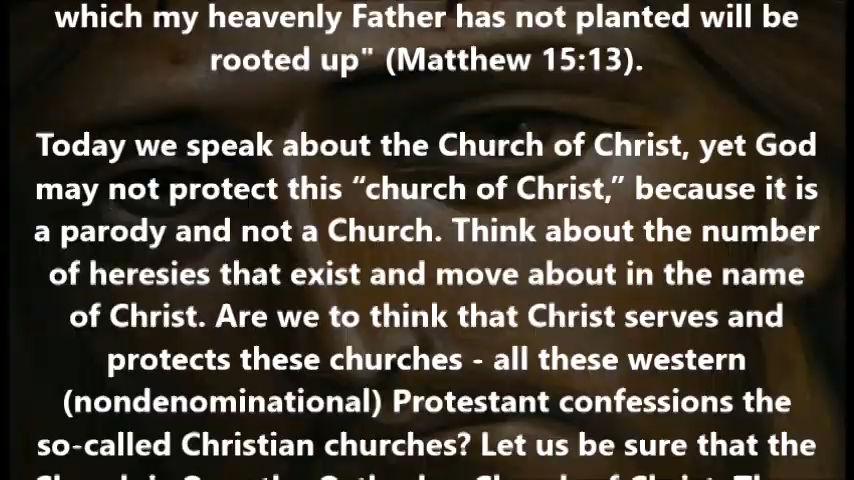 which my heavenly Father has not planted will be
rooted up" (Matthew 15:13).
Today we speak about the Church of Christ, yet God
may not protect this “church of Christ,” because it is
a parody and not a Church. Think about the number
of heresies that exist and move about in the name
of Christ. Are we to think that Christ serves and
protects these churches - all these western
(nondenominational) Protestant confessions the
so-called Christian churches? Let us be sure that the